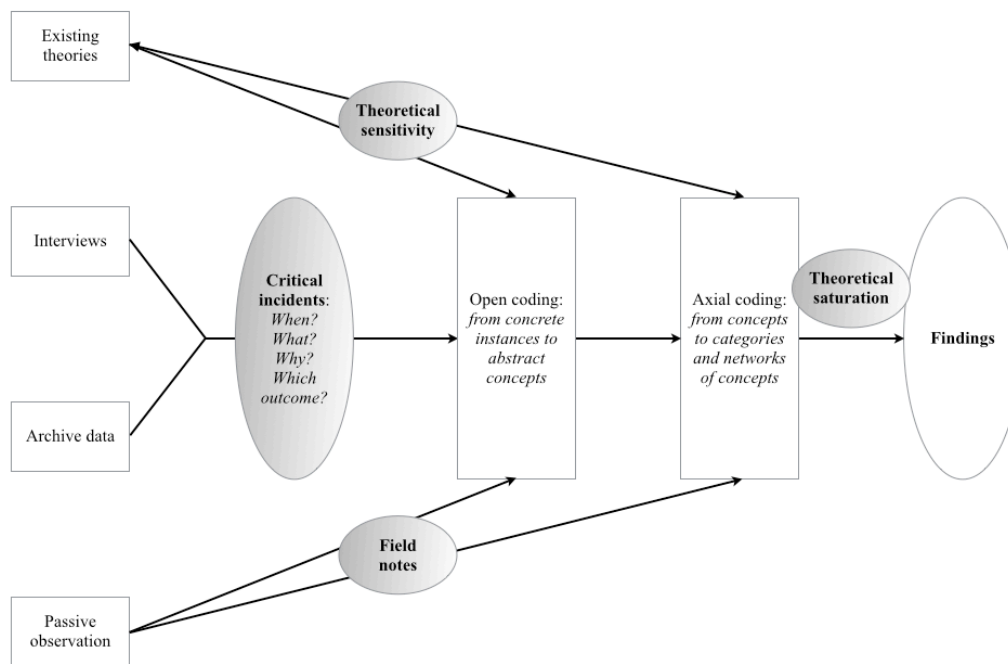 Existing
theories
Theoretical
sensitivity
Interviews
Critical
incidents:
When?
What?
Why?
Which
outcome?
Open coding:
from concrete
instances to
abstract
concepts
Axial coding:
from concepts
to categories
and networks
of concepts
Theoretical
saturation
Findings
Archive data
Field
notes
Passive
observation